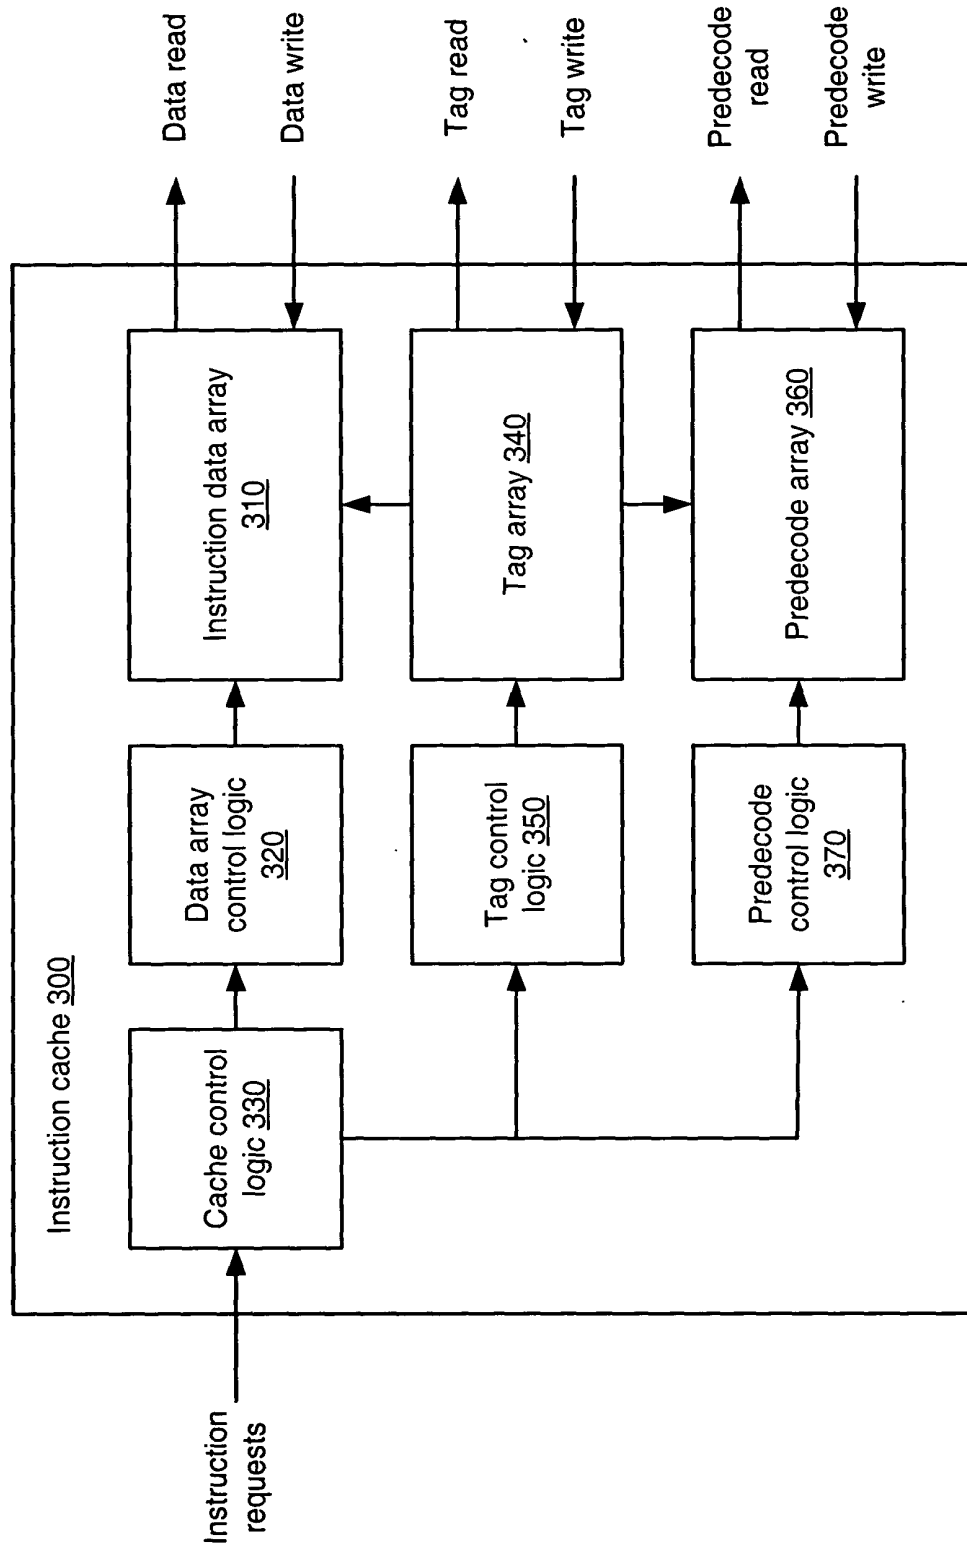 Instruction cache 300
Instruction
requests
Cache control
logic 330
Data array
control logic
320
Instruction data array
310
Data read
Data write
Tag control
logic 350
Tag array 340
Tag read
Tag write
Predecode
control logic
370
Predecode array 360
Predecode
read
Predecode
write